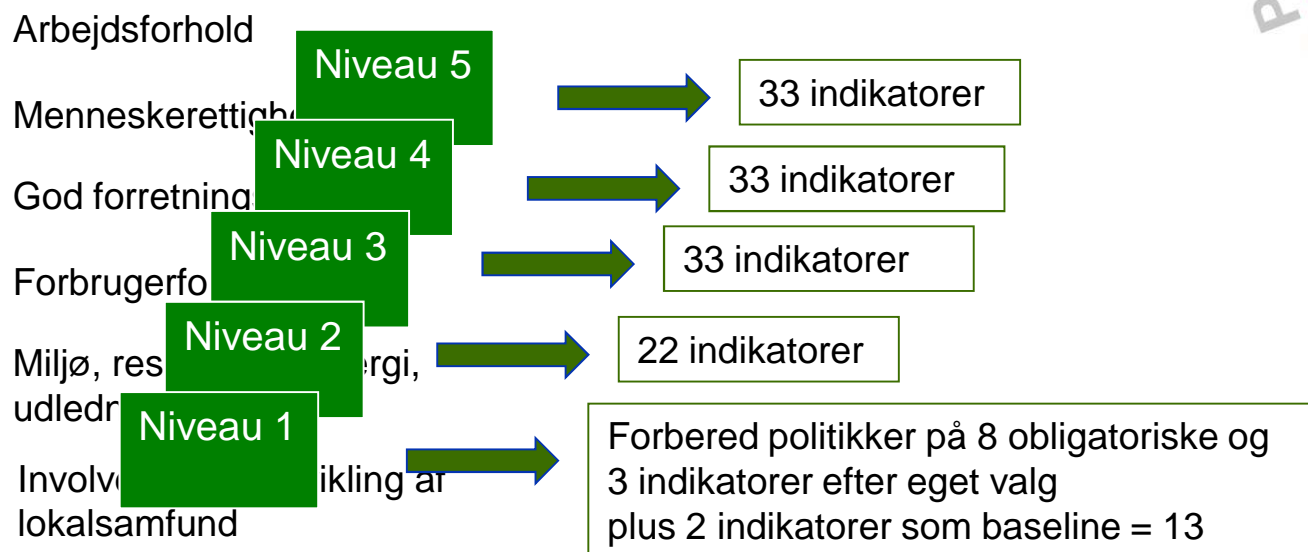 Arbejdsforhold
Niveau 5
33 indikatorer
Niveau 4
33 indikatorer
God
Niveau 3
33 indikatorer
Niveau 2
22 indikatorer
Miljø,
Niveau 1
Forbered politikker på 8 obligatoriske og
3 indikatorer efter eget valg
plus 2 indikatorer som baseline = 13
af
lokalsamfund